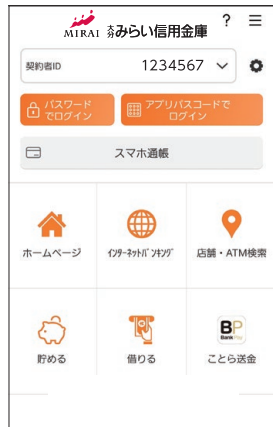 MIRAI 大分みらい信用金庫 ?
契約者ID 1234567
パスワード
でログイン
アプリパスコードで
ログイン
スマホ通帳
ホームページ インターネットバンキング 店舗・ATM検索
BP
Bank Pay
貯める 借りる ことら送金